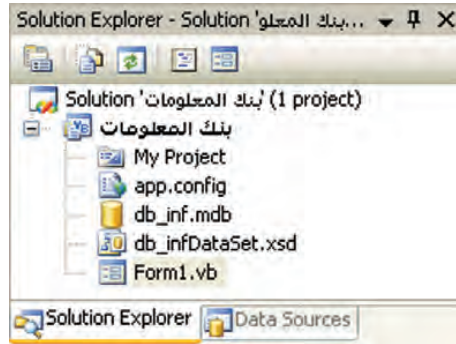 Solution Explorer - Solution 'بنك المعلو...
Solution 'بنك المعلومات' (1 project)
بنك المعلومات
My Project
app.config
db_inf.mdb
db_infDataSet.xsd
Form1.vb
Solution Explorer Data Sources